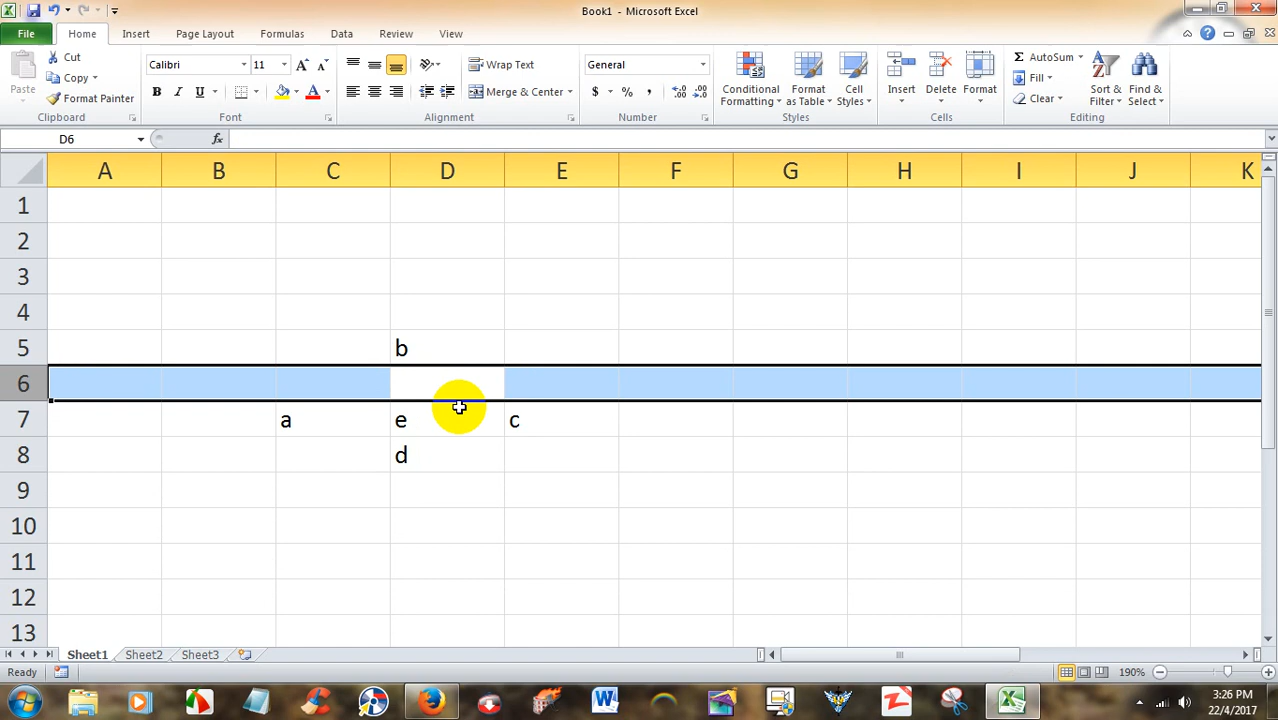 Book1 - Microsoft Excel
File Home Insert Page Layout Formulas Data Review View
Paste
Cut
Copy
Format Painter
Clipboard
Calibri 11
B I U
Font
Wrap Text
Merge & Center
Alignment
General
$ % ,
Number
Conditional Formatting
Format as Table
Cell Styles
Styles
Insert Delete Format
Cells
AutoSum
Fill
Clear
Sort & Filter
Find & Select
Editing
D6 fx
A B C D E F G H I J K
1
2
3
4
5 b
6
7 a e c
8 d
9
10
11
12
13
Sheet1 Sheet2 Sheet3
Ready 190%
3:26 PM
22/4/2017